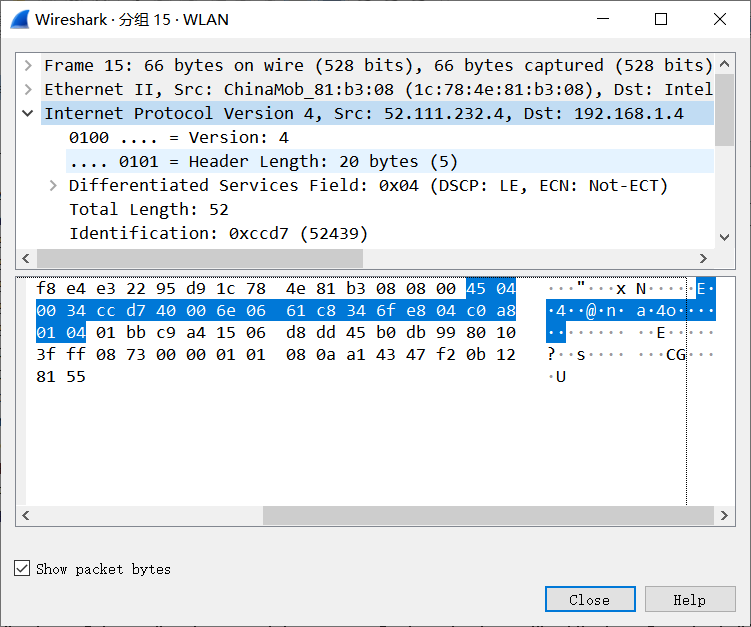 Wireshark · 分组 15 · WLAN
Frame 15: 66 bytes on wire (528 bits), 66 bytes captured (528 bits)
Ethernet II, Src: ChinaMob_81:b3:08 (1c:78:4e:81:b3:08), Dst: Intel
Internet Protocol Version 4, Src: 52.111.232.4, Dst: 192.168.1.4
0100 .... = Version: 4
.... 0101 = Header Length: 20 bytes (5)
Differentiated Services Field: 0x04 (DSCP: LE, ECN: Not-ECT)
Total Length: 52
Identification: 0xccd7 (52439)
f8 e4 e3 22 95 d9 1c 78 4e 81 b3 08 08 00 45 04 ···"···x N·····E·
00 34 cc d7 40 00 6e 06 61 c8 34 6f e8 04 c0 a8 ·4··@·n· a·4o····
01 04 01 bb c9 a4 15 06 d8 dd 45 b0 db 99 80 10 ········ ··E·····
3f ff 08 73 00 00 01 01 08 0a a1 43 47 f2 0b 12 ?··s···· ···CG···
81 55 ·U
Show packet bytes
Close Help